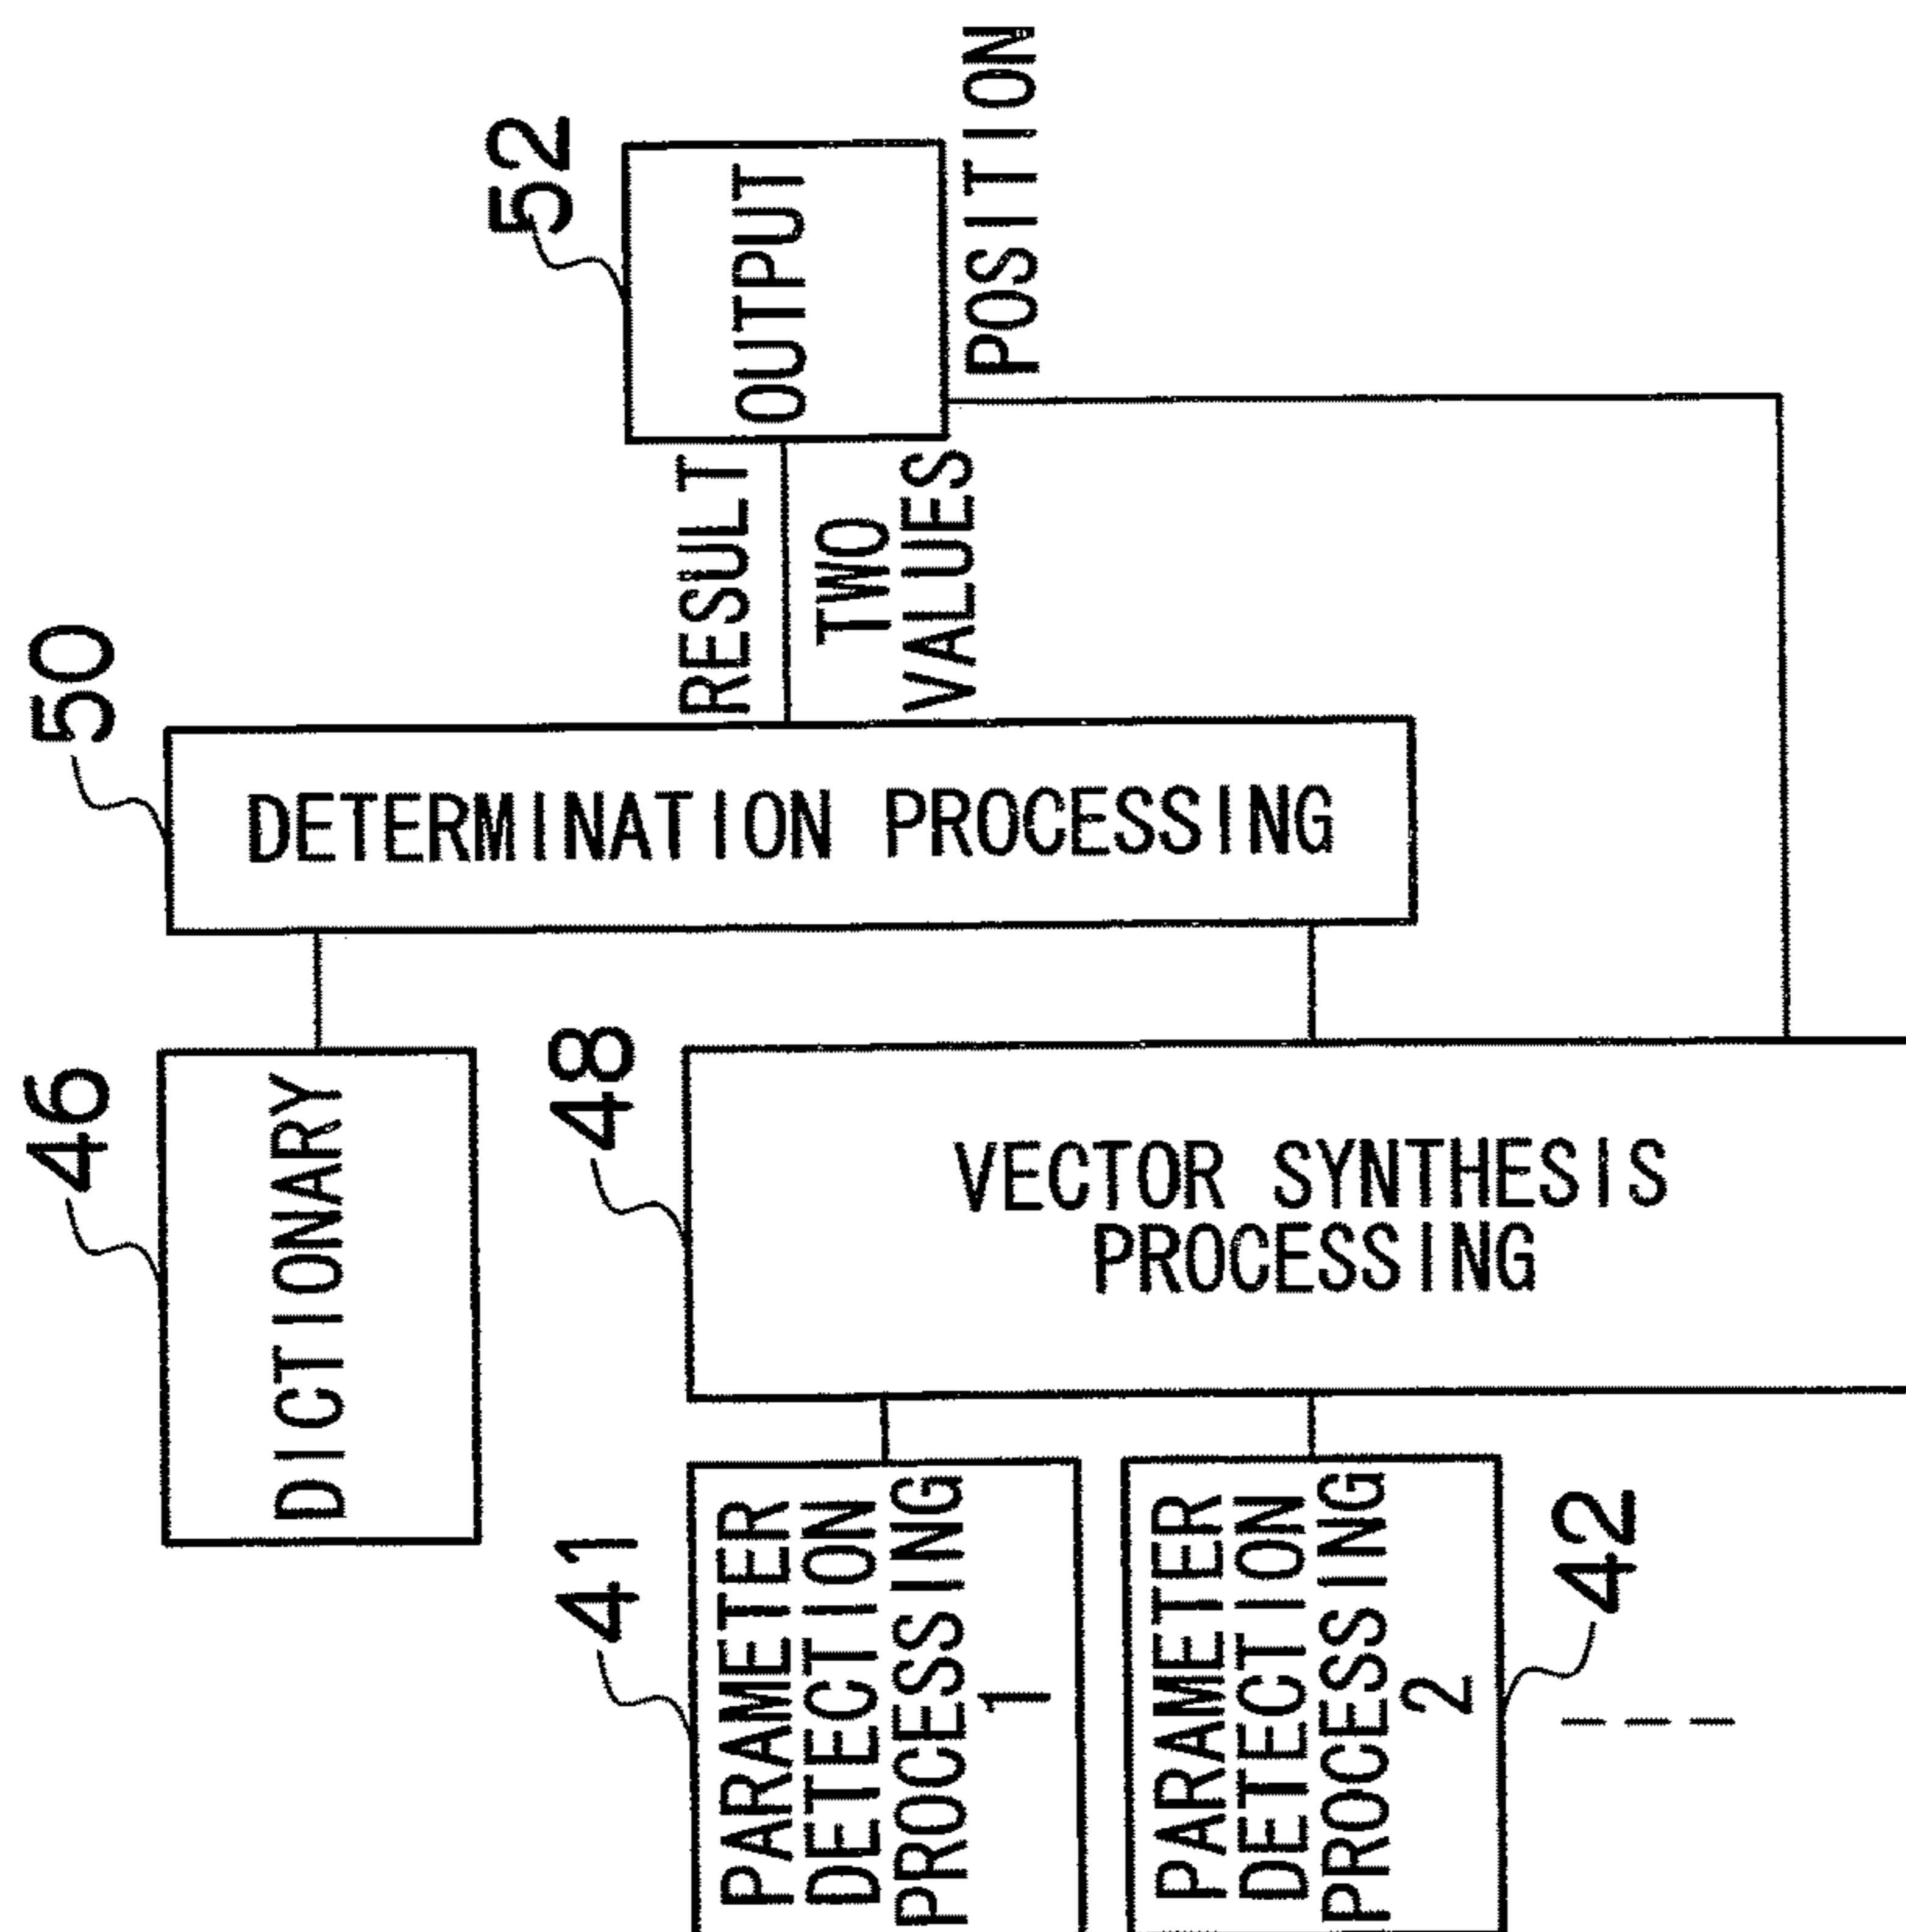 52
OUTPUT
POSITION
RESULT
TWO
VALUES
50
DETERMINATION PROCESSING
46
DICTIONARY
48
VECTOR SYNTHESIS
PROCESSING
41
PARAMETER
DETECTION
PROCESSING
1
PARAMETER
DETECTION
PROCESSING
2
42